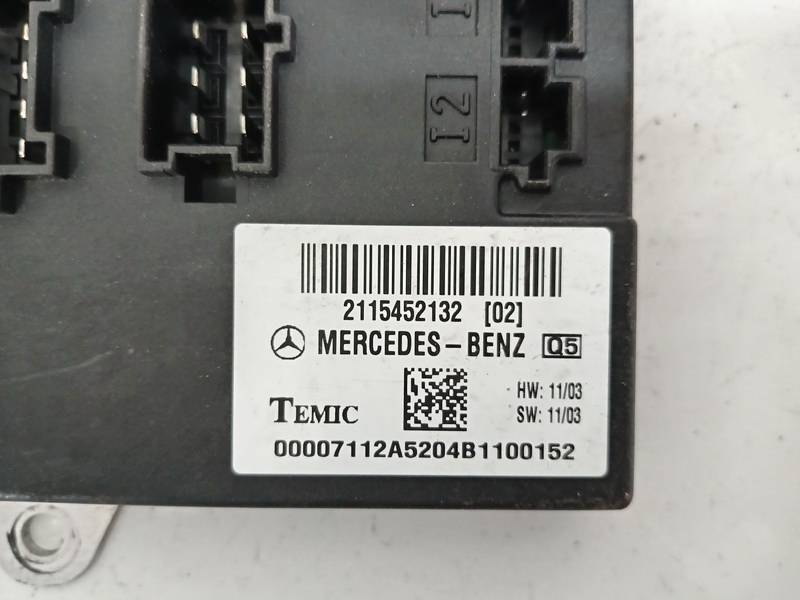 I2
2115452132 [02]
MERCEDES-BENZ Q5
HW: 11/03
TEMIC
SW: 11/03
00007112A5204B1100152